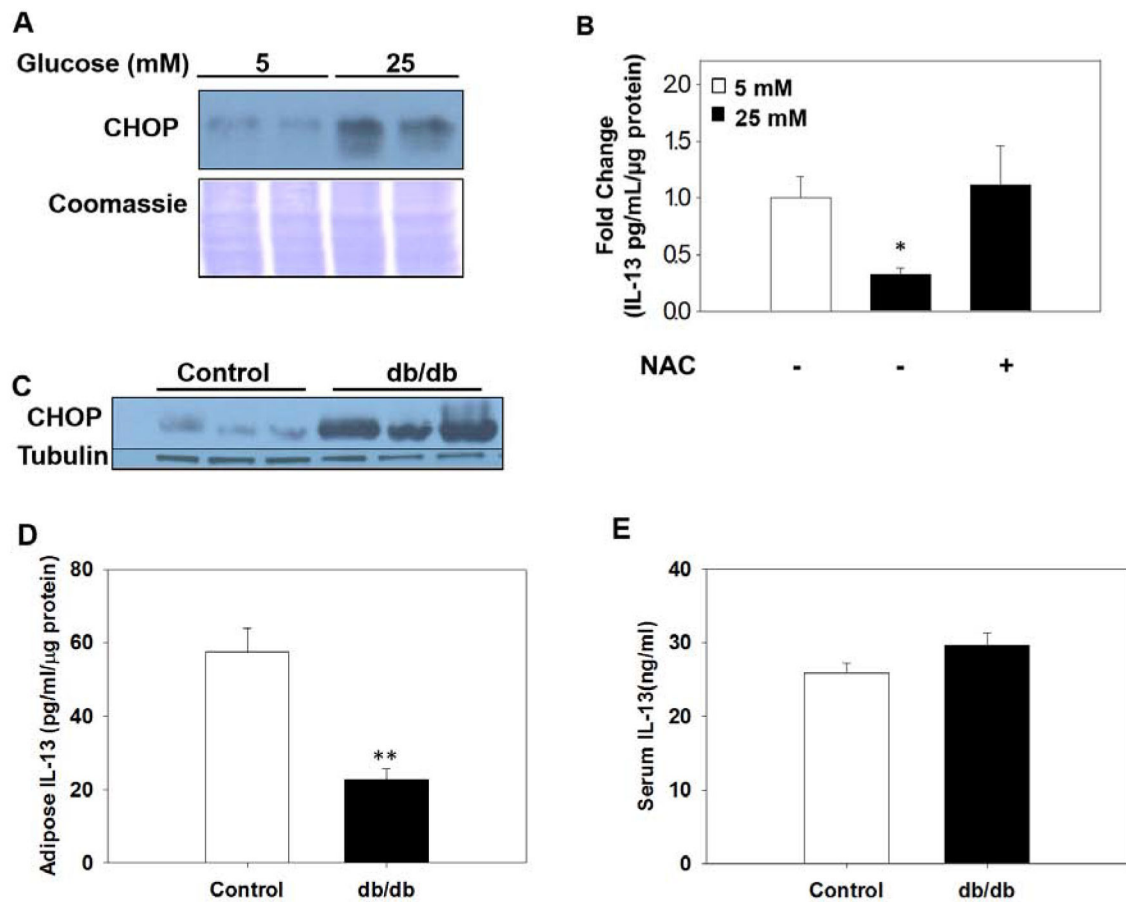 A
Glucose (mM)
5
25
CHOP
Coomassie
B
Fold Change
(IL-13 pg/mL/μg protein)
2.0
1.5
1.0
0.5
0.0
5 mM
25 mM
*
NAC
-
-
+
C
Control
db/db
CHOP
Tubulin
D
Adipose IL-13 (pg/ml/μg protein)
80
60
40
20
0
**
Control
db/db
E
Serum IL-13(ng/ml)
40
30
20
10
0
Control
db/db